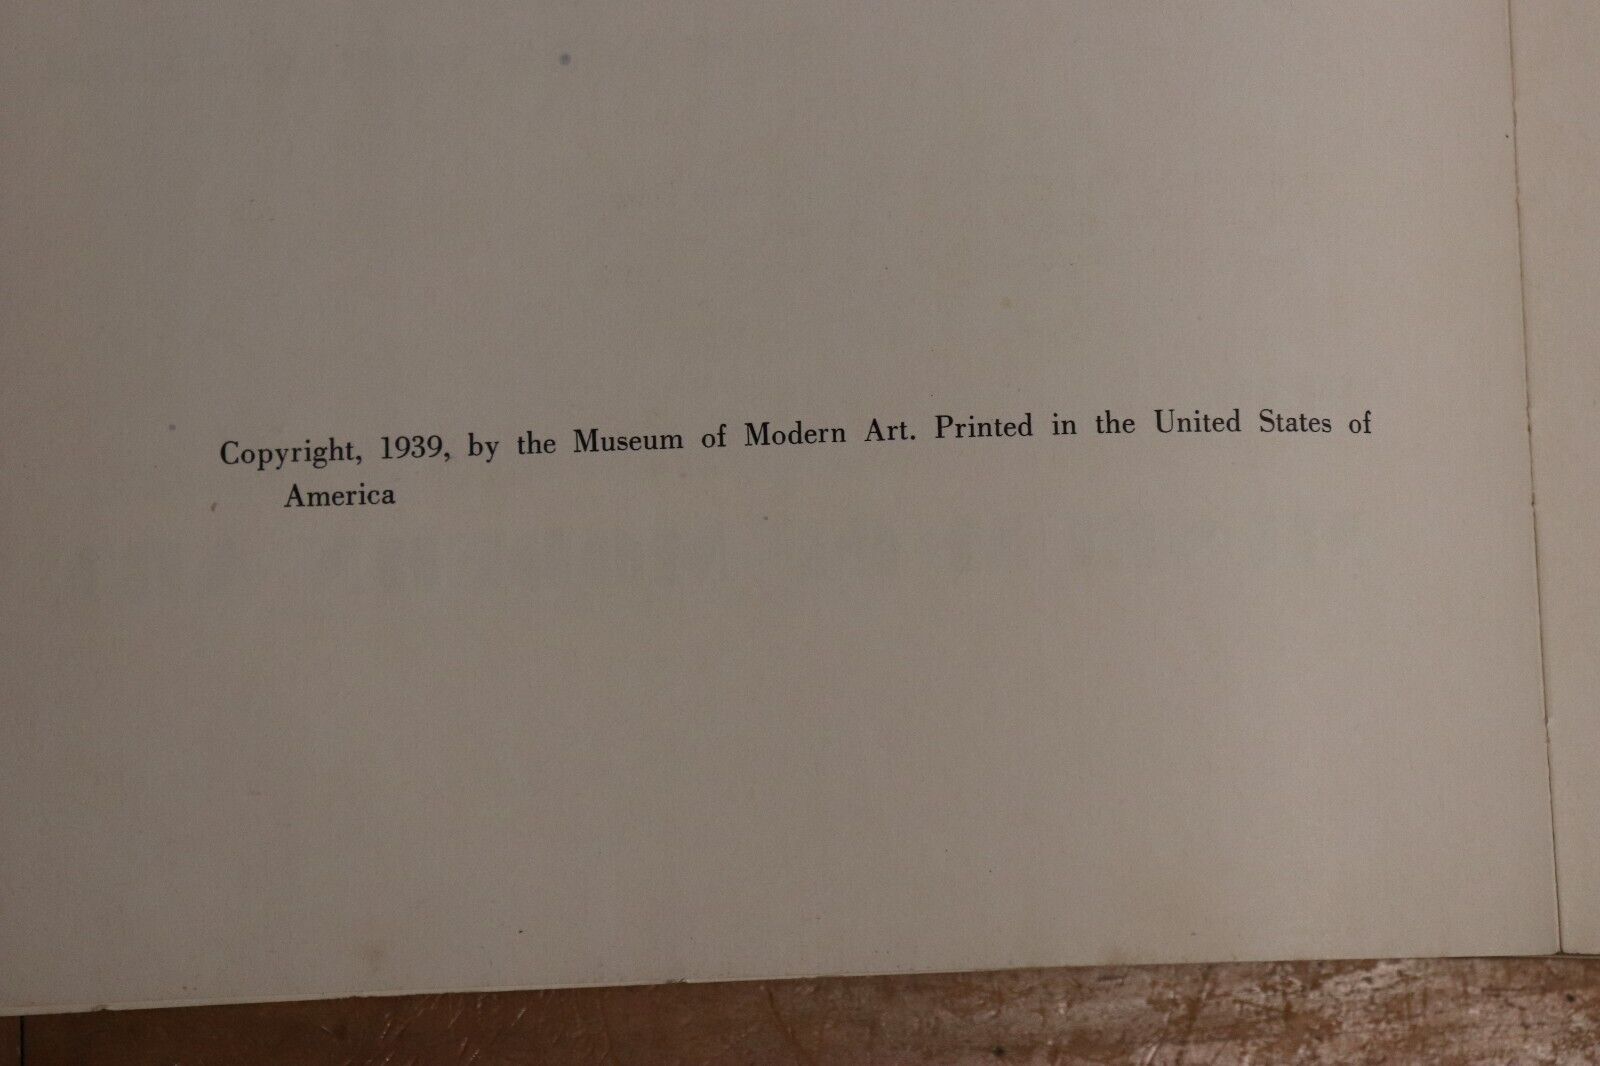 Copyright, 1939, by the Museum of Modern Art. Printed in the United States of
America